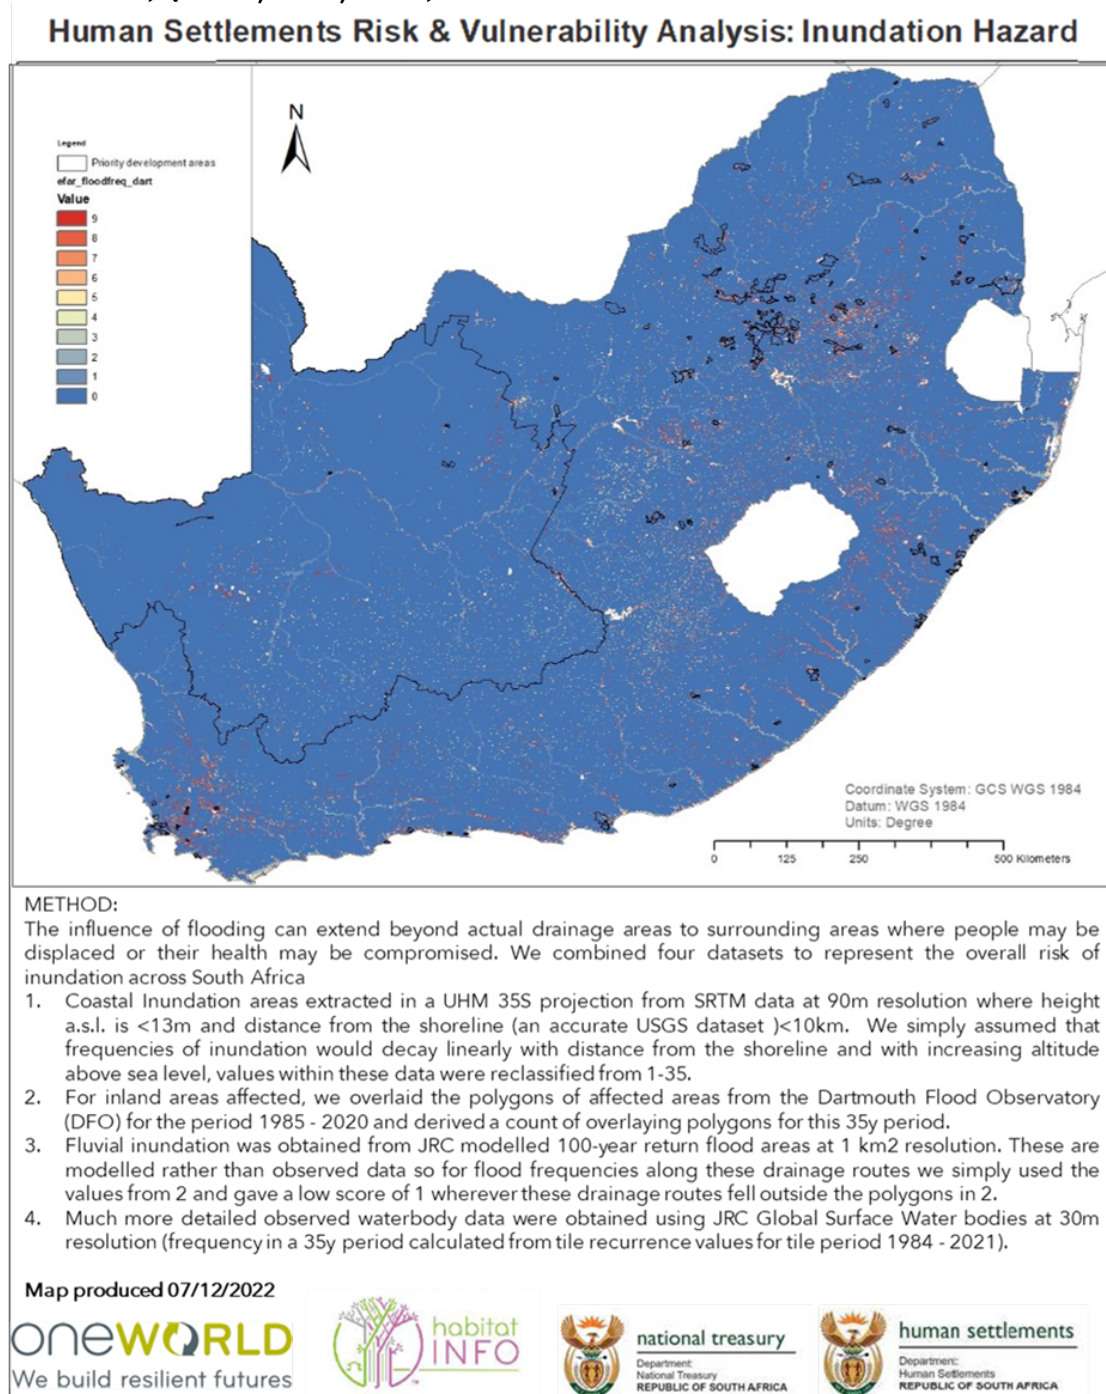 Human Settlements Risk & Vulnerability Analysis: Inundation Hazard
N
Legend
Priority development areas
efar_floodfreq_dart
Value
9
8
7
6
5
4
3
2
1
0
Coordinate System: GCS WGS 1984
Datum: WGS 1984
Units: Degree
0 125 250 500 Kilometers
METHOD:
The influence of flooding can extend beyond actual drainage areas to surrounding areas where people may be
displaced or their health may be compromised. We combined four datasets to represent the overall risk of
inundation across South Africa
1. Coastal Inundation areas extracted in a UHM 35S projection from SRTM data at 90m resolution where height
a.s.l. is <13m and distance from the shoreline (an accurate USGS dataset )<10km. We simply assumed that
frequencies of inundation would decay linearly with distance from the shoreline and with increasing altitude
above sea level, values within these data were reclassified from 1-35.
2. For inland areas affected, we overlaid the polygons of affected areas from the Dartmouth Flood Observatory
(DFO) for the period 1985 - 2020 and derived a count of overlaying polygons for this 35y period.
3. Fluvial inundation was obtained from JRC modelled 100-year return flood areas at 1 km2 resolution. These are
modelled rather than observed data so for flood frequencies along these drainage routes we simply used the
values from 2 and gave a low score of 1 wherever these drainage routes fell outside the polygons in 2.
4. Much more detailed observed waterbody data were obtained using JRC Global Surface Water bodies at 30m
resolution (frequency in a 35y period calculated from tile recurrence values for tile period 1984 - 2021).
Map produced 07/12/2022
oneWORLD
We build resilient futures
habitat
INFO
TM
national treasury
Department:
National Treasury
REPUBLIC OF SOUTH AFRICA
human settlements
Department:
Human Settlements
REPUBLIC OF SOUTH AFRICA